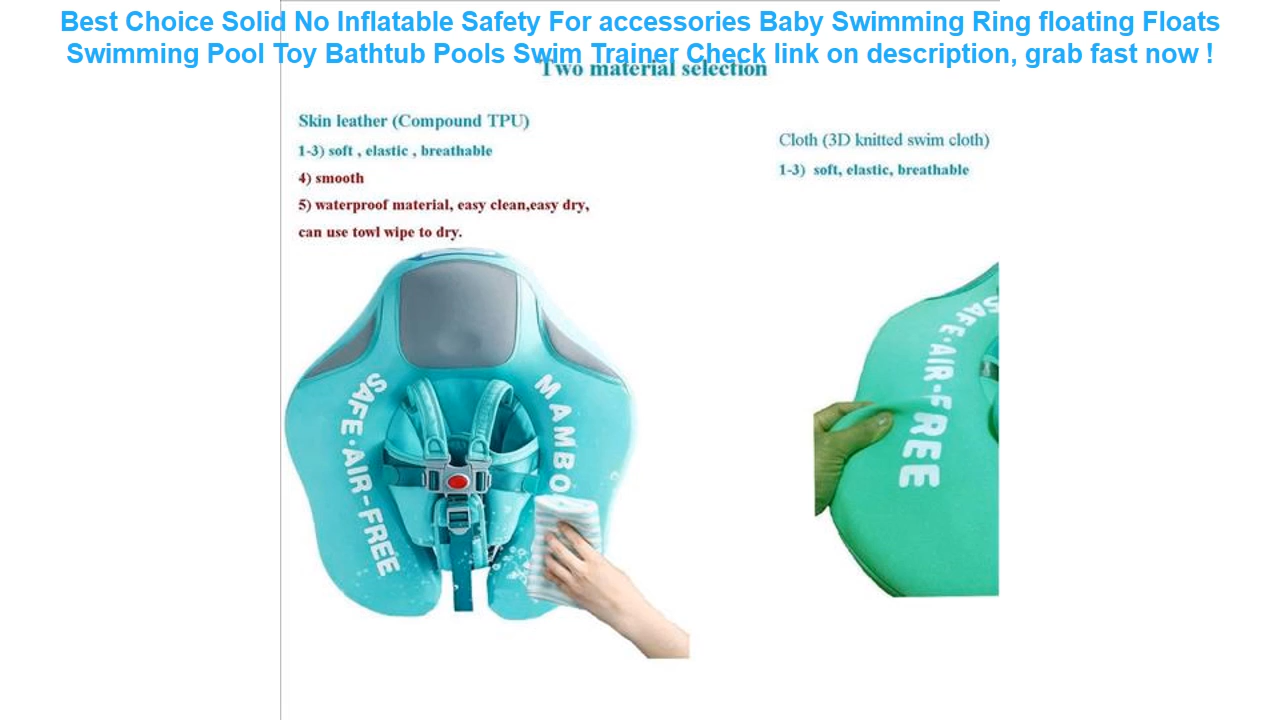 Best Choice Solid No Inflatable Safety For accessories Baby Swimming Ring floating Floats
Swimming Pool Toy Bathtub Pools Swim Trainer Check link on description, grab fast now !
Two material selection
Skin leather (Compound TPU)
1-3) soft , elastic , breathable
4) smooth
5) waterproof material, easy clean,easy dry,
can use towl wipe to dry.
Cloth (3D knitted swim cloth)
1-3) soft, elastic, breathable
SAFE·AIR-FREE
MAMBO
SAFE·AIR-FREE